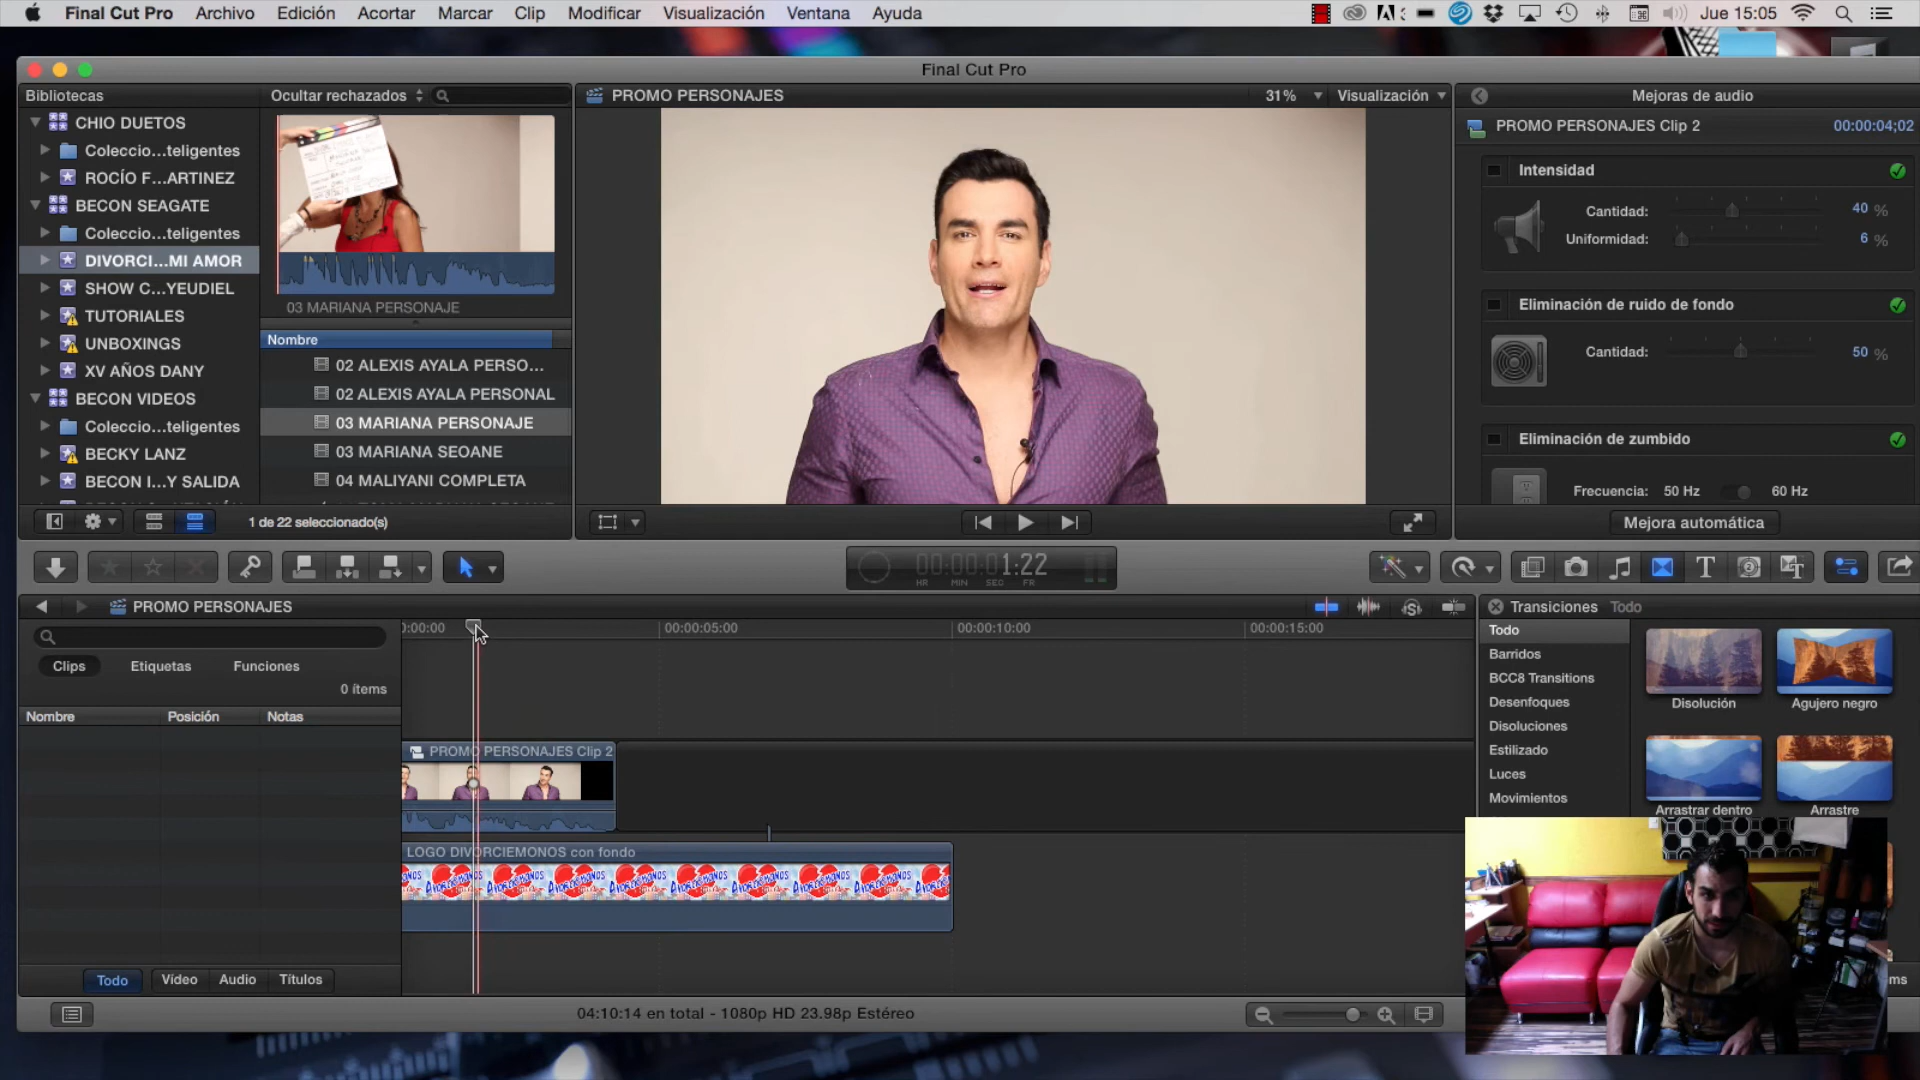 Final Cut Pro Archivo Edición Acortar Marcar Clip Modificar Visualización Ventana Ayuda Jue 15:05
Final Cut Pro
Bibliotecas
CHIO DUETOS
Coleccio...teligentes
ROCÍO F...ARTINEZ
BECON SEAGATE
Coleccio...teligentes
DIVORCI...MI AMOR
SHOW C...YEUDIEL
TUTORIALES
UNBOXINGS
XV AÑOS DANY
BECON VIDEOS
Coleccio...teligentes
BECKY LANZ
BECON I...Y SALIDA
Ocultar rechazados
03 MARIANA PERSONAJE
Nombre
02 ALEXIS AYALA PERSO...
02 ALEXIS AYALA PERSONAL
03 MARIANA PERSONAJE
03 MARIANA SEOANE
04 MALIYANI COMPLETA
1 de 22 seleccionado(s)
PROMO PERSONAJES 31% Visualización
Mejoras de audio
PROMO PERSONAJES Clip 2 00:00:04;02
Intensidad
Cantidad: 40 %
Uniformidad: 6 %
Eliminación de ruido de fondo
Cantidad: 50 %
Eliminación de zumbido
Frecuencia: 50 Hz 60 Hz
Mejora automática
00:00:01:22
HR MIN SEC FR
PROMO PERSONAJES
Clips Etiquetas Funciones
0 ítems
Nombre Posición Notas
Todo Vídeo Audio Títulos
0:00:00 00:00:05:00 00:00:10:00 00:00:15:00
PROMO PERSONAJES Clip 2
LOGO DIVORCIEMONOS con fondo
04:10:14 en total - 1080p HD 23.98p Estéreo
Transiciones Todo
Todo
Barridos
BCC8 Transitions
Desenfoques
Disoluciones
Estilizado
Luces
Movimientos
Disolución Agujero negro
Arrastrar dentro Arrastre
ms